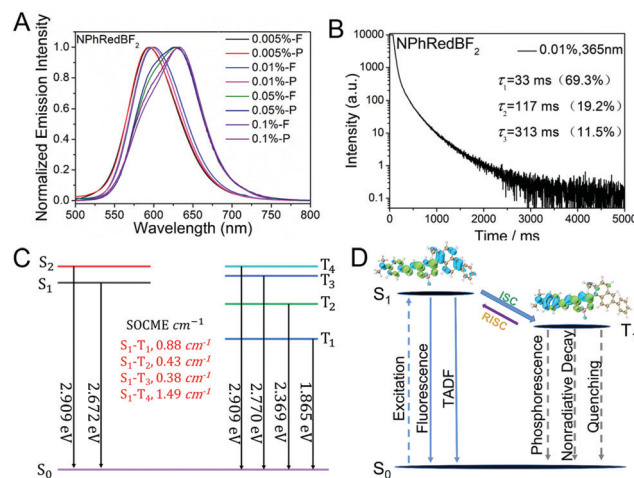 A
NPhRedBF2
0.005%-F
0.005%-P
0.01%-F
0.01%-P
0.05%-F
0.05%-P
0.1%-F
0.1%-P
Normalized Emission Intensity
1.0
0.8
0.6
0.4
0.2
0.0
500 550 600 650 700 750 800
Wavelength (nm)
B
NPhRedBF2
0.01%,365nm
τ1=33 ms (69.3%)
τ2=117 ms (19.2%)
τ3=313 ms (11.5%)
Intensity (a.u.)
10000
1000
100
10
1
0.1
0 1000 2000 3000 4000 5000
Time / ms
C
S2
S1
T4
T3
T2
T1
SOCME cm-1
S1-T1, 0.88 cm-1
S1-T2, 0.43 cm-1
S1-T3, 0.38 cm-1
S1-T4, 1.49 cm-1
2.909 eV
2.672 eV
2.909 eV
2.770 eV
2.369 eV
1.865 eV
S0
D
S1
ISC
RISC
Excitation
Fluorescence
TADF
Phosphorescence
Nonradiative Decay
Quenching
S0